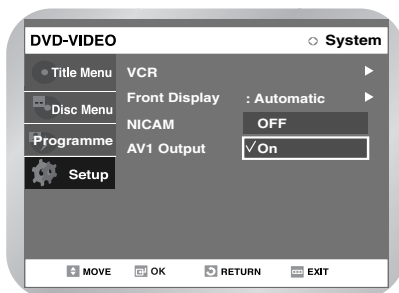 DVD-VIDEO System
Title Menu VCR
Disc Menu Front Display : Automatic
NICAM OFF
Programme AV1 Output ✓On
Setup
MOVE OK RETURN EXIT